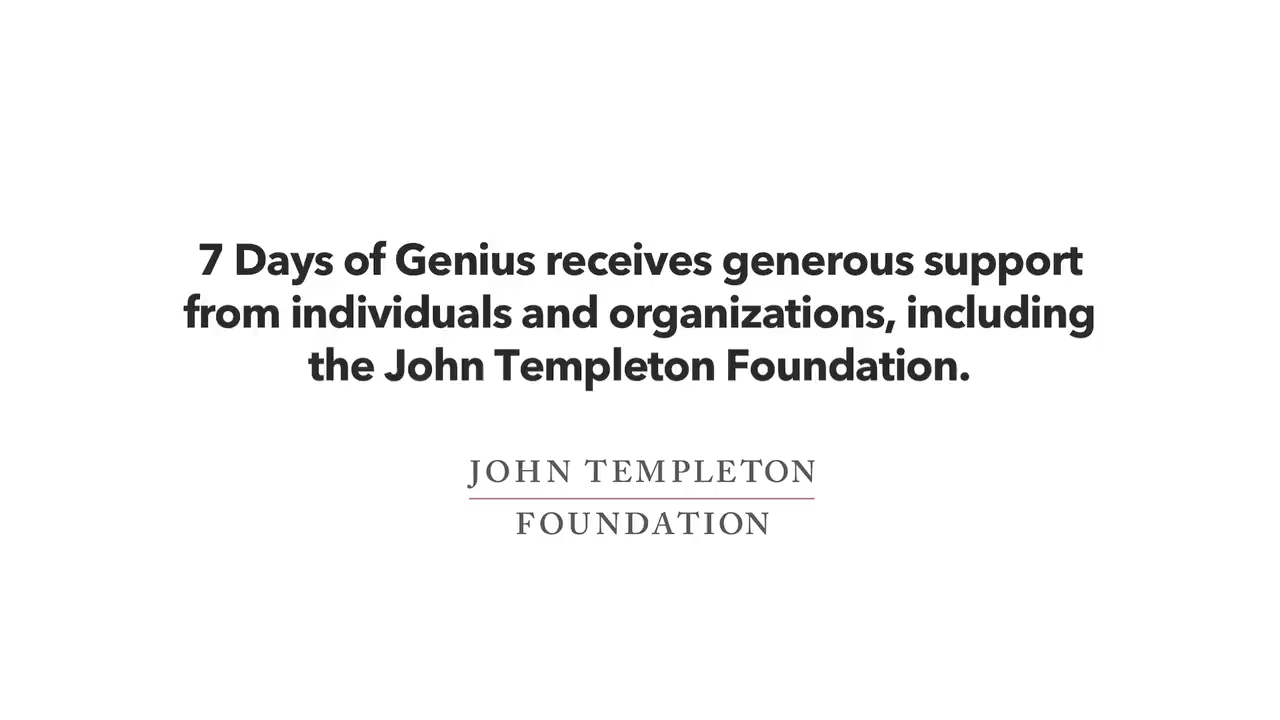 7 Days of Genius receives generous support
from individuals and organizations, including
the John Templeton Foundation.
JOHN TEMPLETON
FOUNDATION